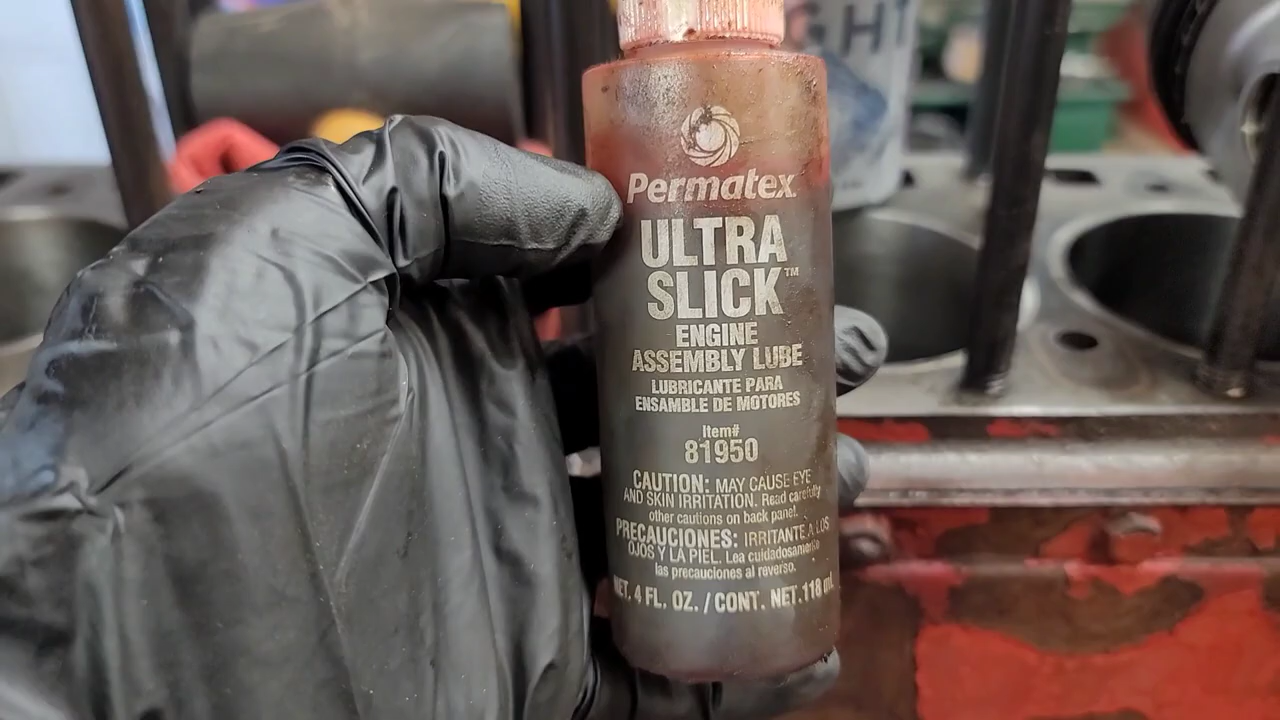 GHT
Permatex
ULTRA
SLICK™
ENGINE
ASSEMBLY LUBE
LUBRICANTE PARA
ENSAMBLE DE MOTORES
Item#
81950
CAUTION: MAY CAUSE EYE
AND SKIN IRRITATION. Read carefully
other cautions on back panel.
PRECAUCIONES: IRRITANTE A LOS
OJOS Y LA PIEL. Lea cuidadosamente
las precauciones al reverso.
NET. 4 FL. OZ. / CONT. NET. 118 mL